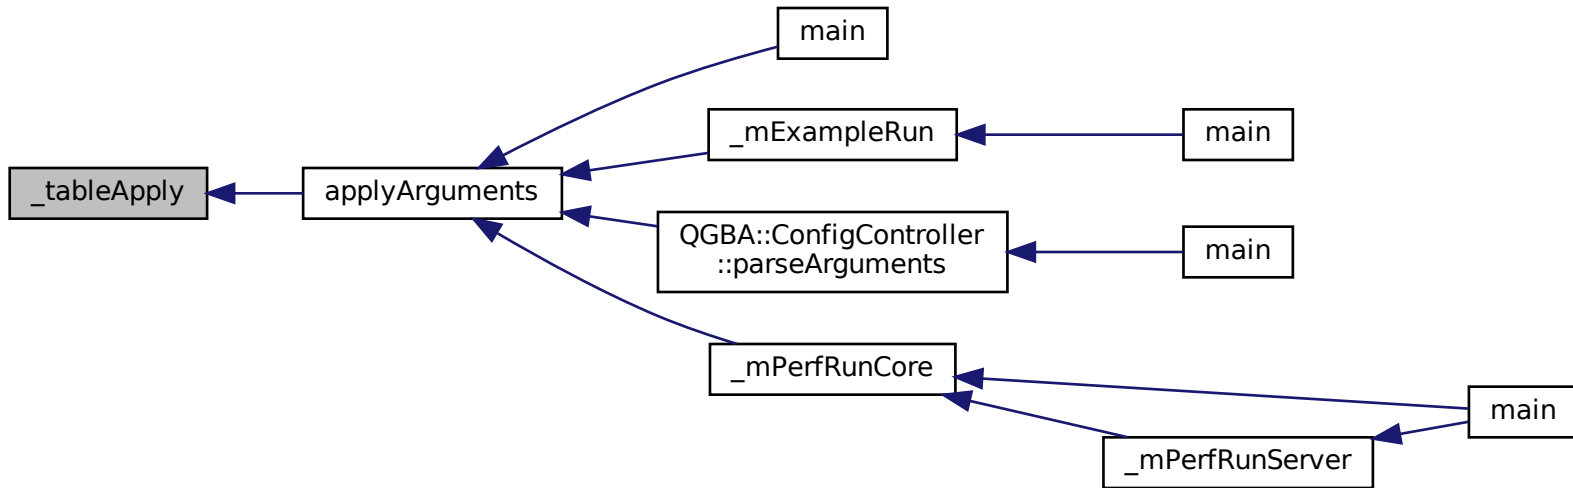 main
_mExampleRun
main
_tableApply
applyArguments
QGBA::ConfigController
::parseArguments
main
_mPerfRunCore
main
_mPerfRunServer